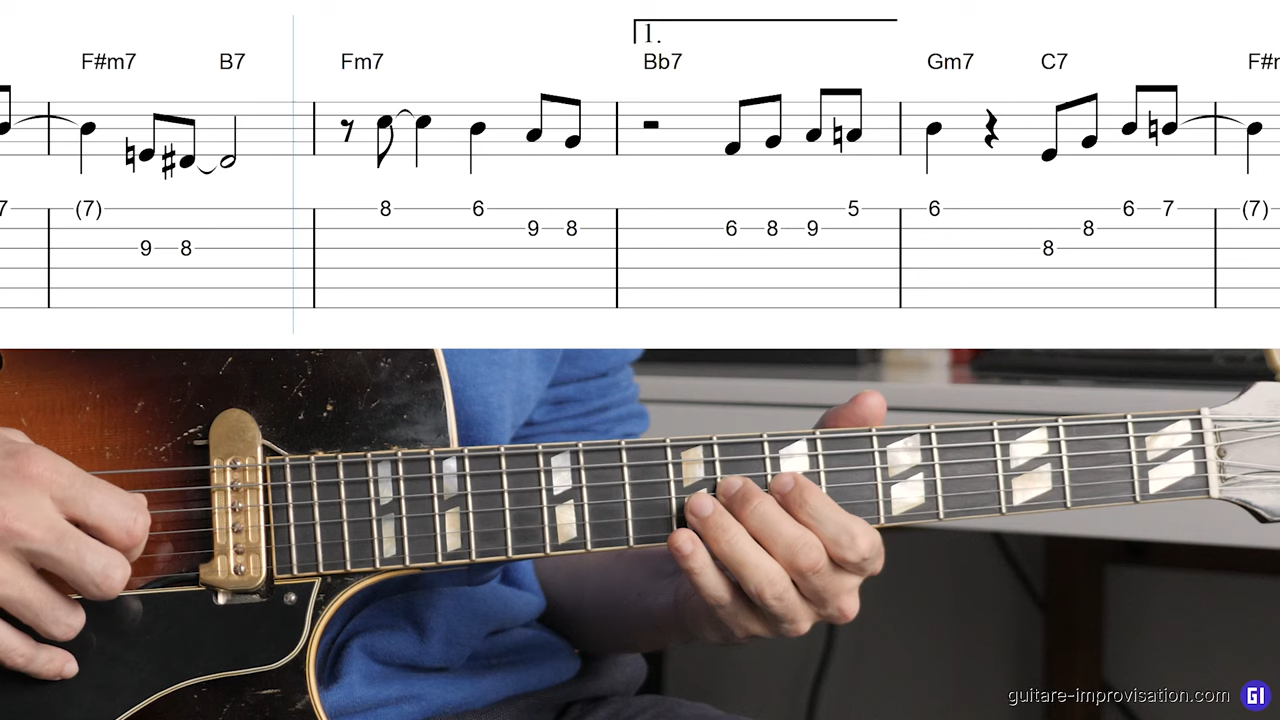 1.
F#m7 B7 Fm7 Bb7 Gm7 C7
7 (7) 8 6 5 6 6 7 (7)
9 8 6 8 9 8
9 8 8
guitare-improvisation.com GI